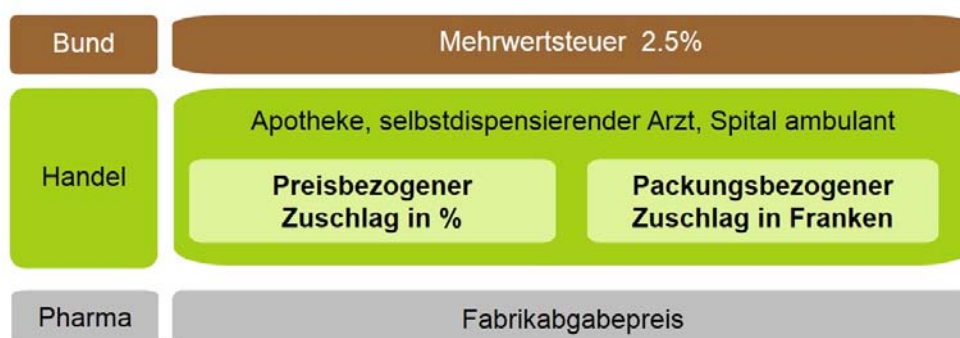 Bund
Mehrwertsteuer 2.5%
Handel
Apotheke, selbstdispensierender Arzt, Spital ambulant
Preisbezogener
Zuschlag in %
Packungsbezogener
Zuschlag in Franken
Pharma
Fabrikabgabepreis